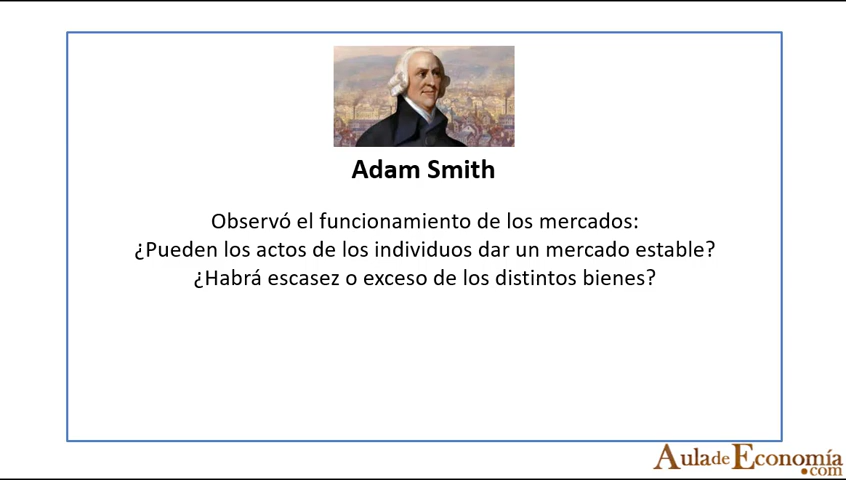 Adam Smith
Observó el funcionamiento de los mercados:
¿Pueden los actos de los individuos dar un mercado estable?
¿Habrá escasez o exceso de los distintos bienes?
AuladeEconomía
.com